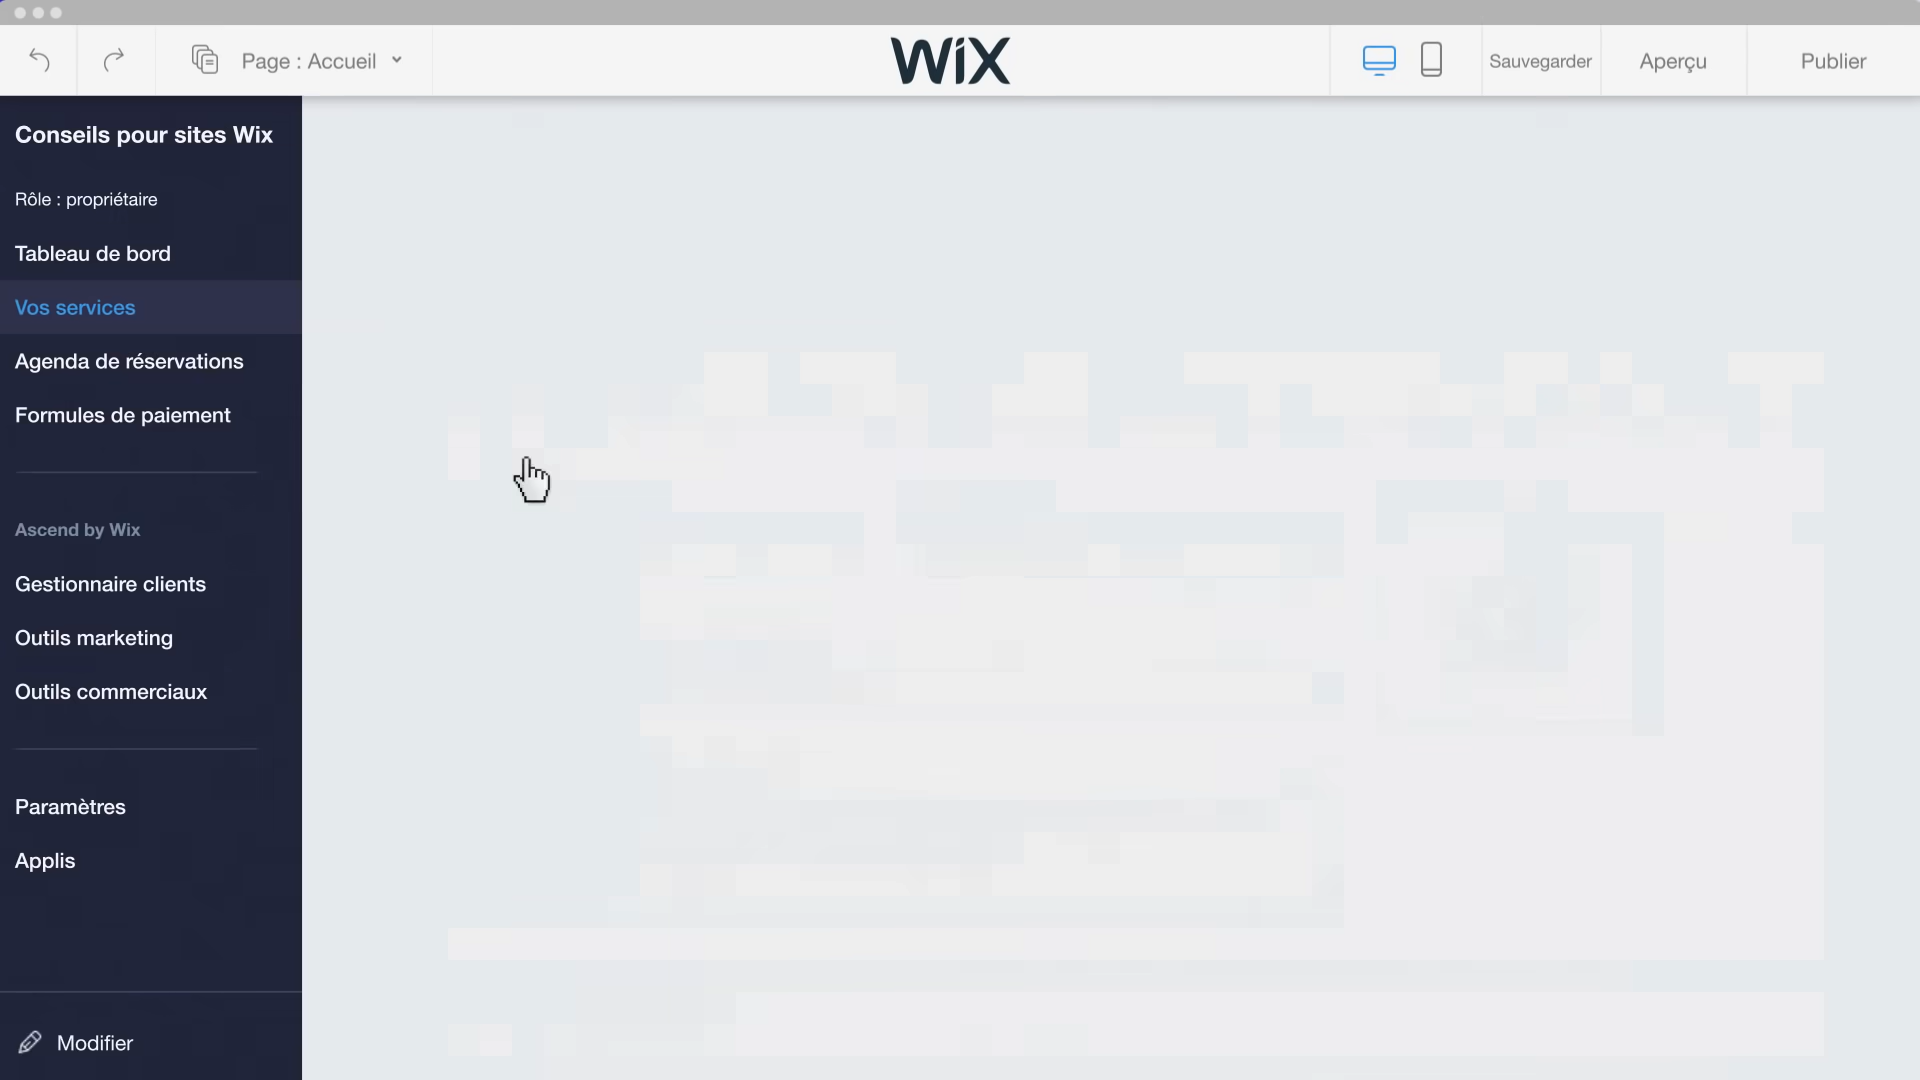 Page : Accueil
WiX
Sauvegarder
Aperçu
Publier
Conseils pour sites Wix
Rôle : propriétaire
Tableau de bord
Vos services
Agenda de réservations
Formules de paiement
Ascend by Wix
Gestionnaire clients
Outils marketing
Outils commerciaux
Paramètres
Applis
Modifier